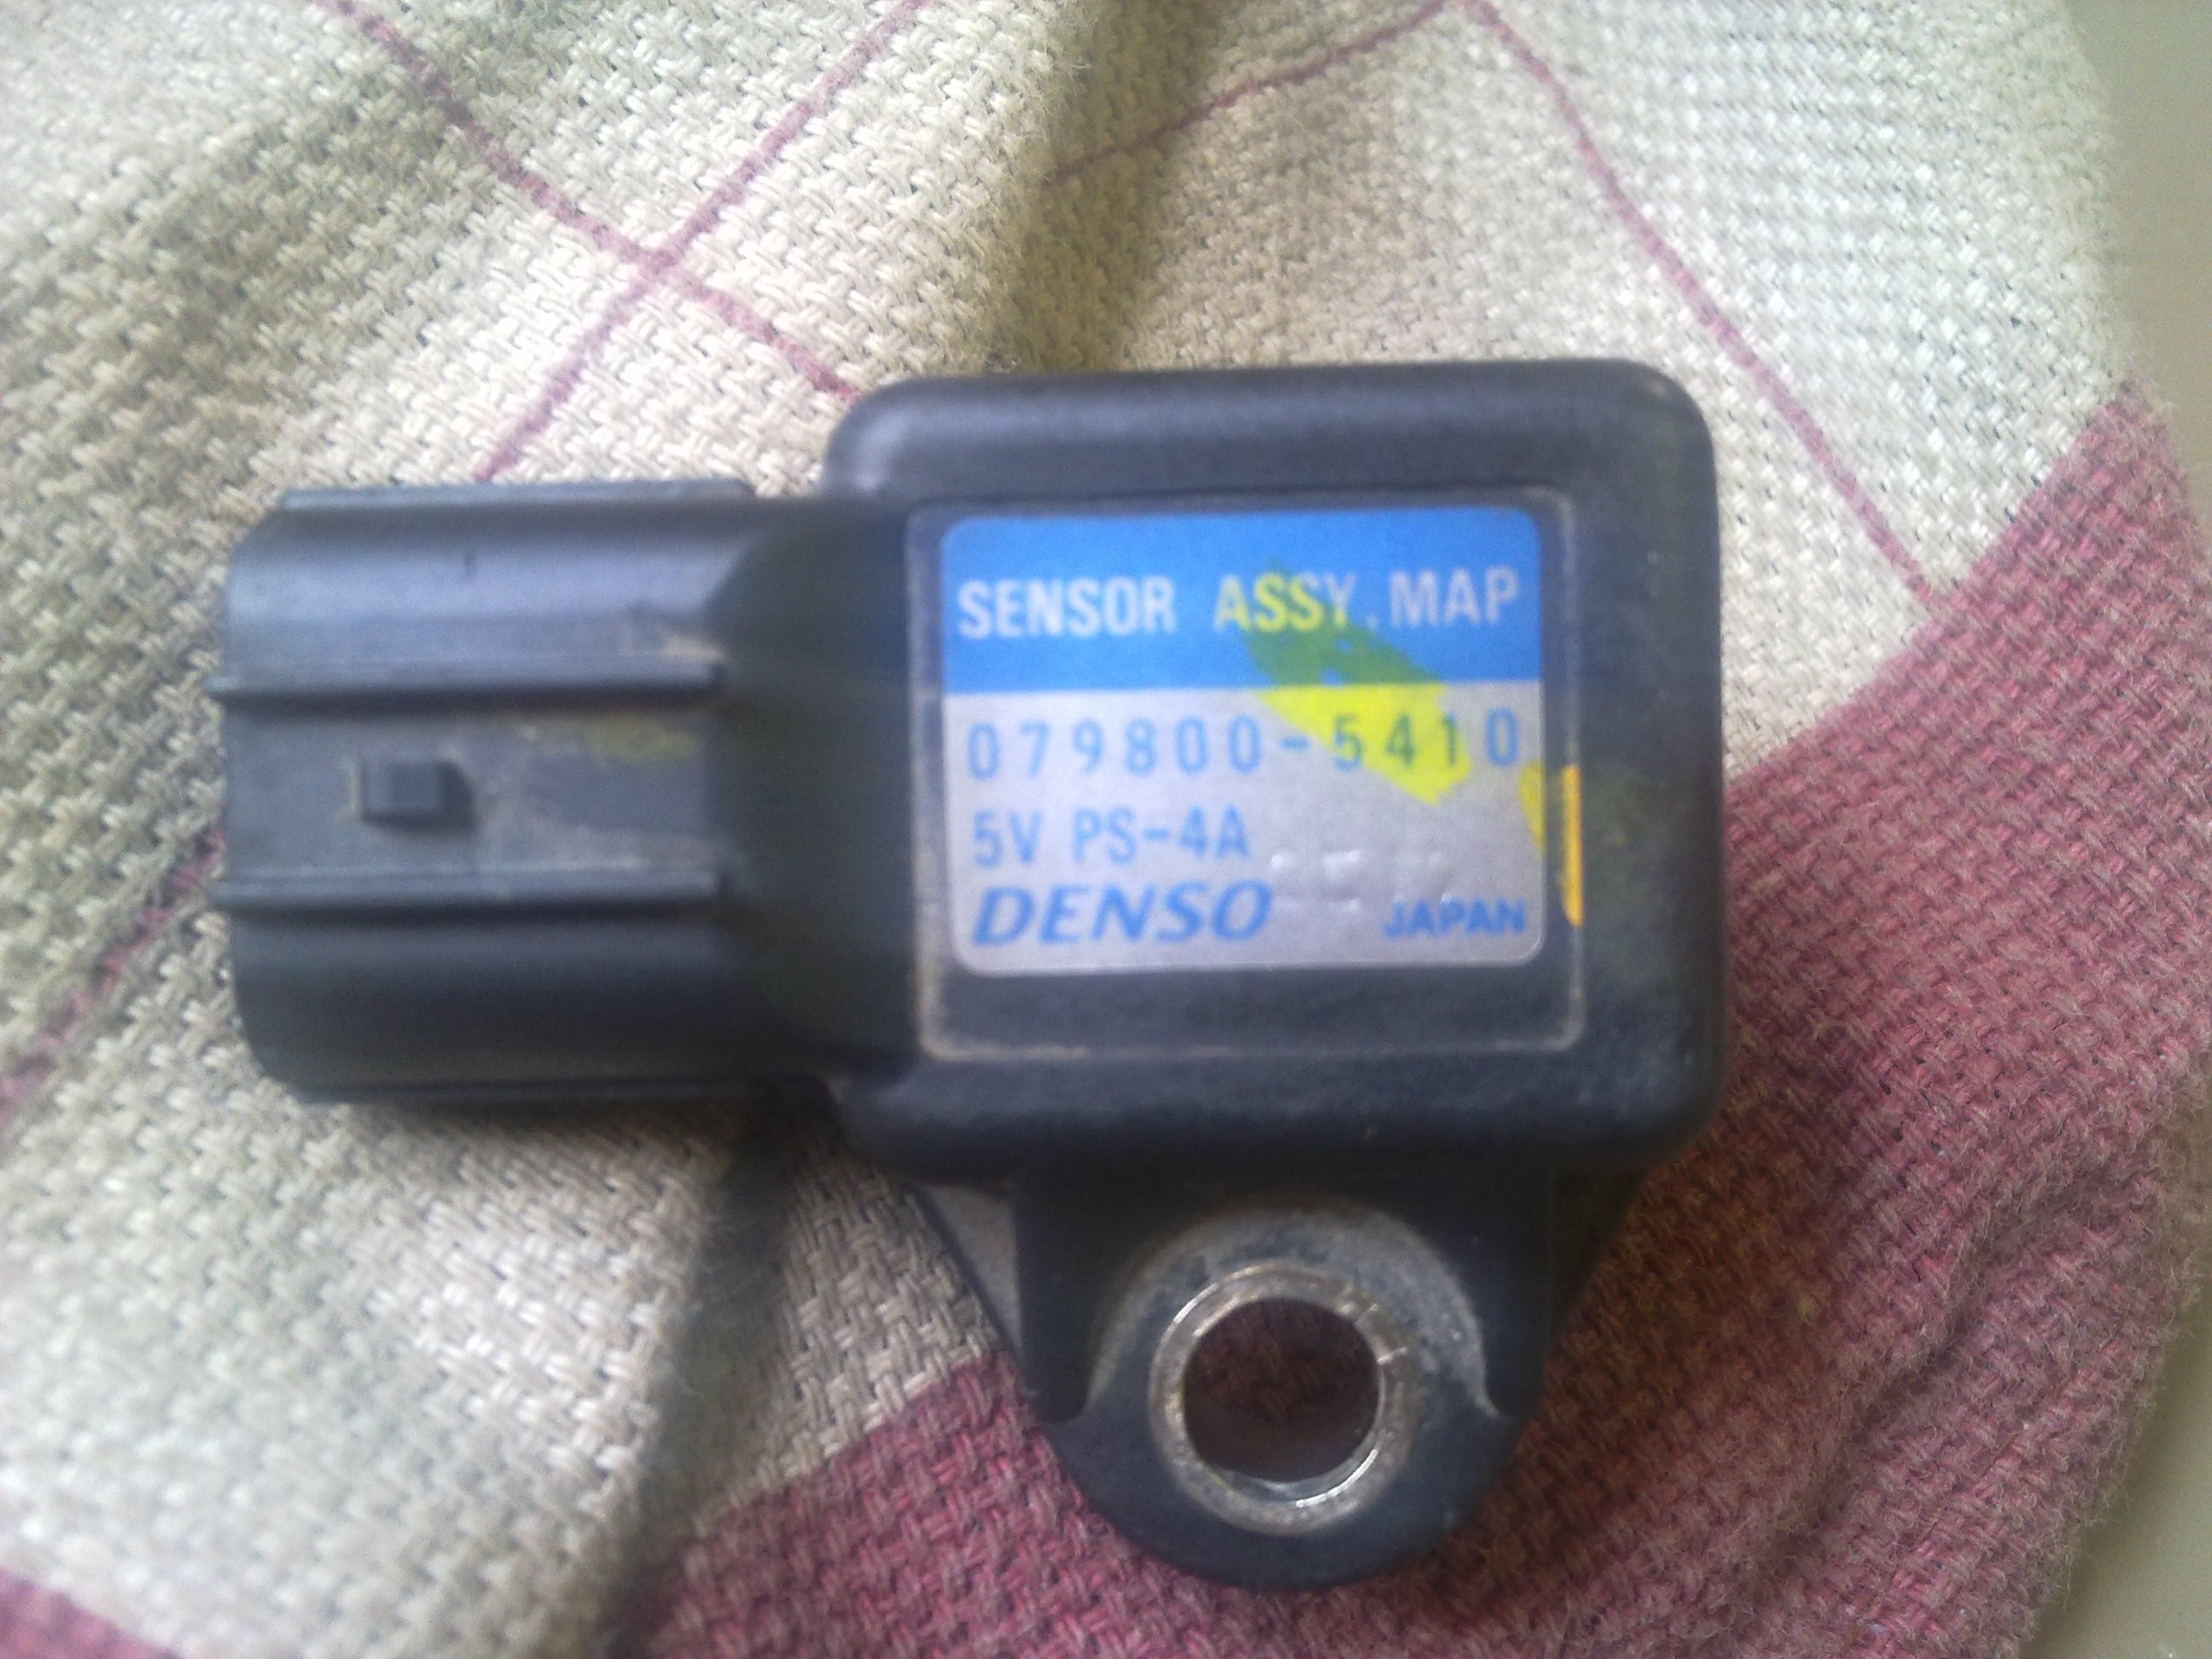 SENSOR ASSY.MAP
079800-5410
5V PS-4A
DENSO JAPAN